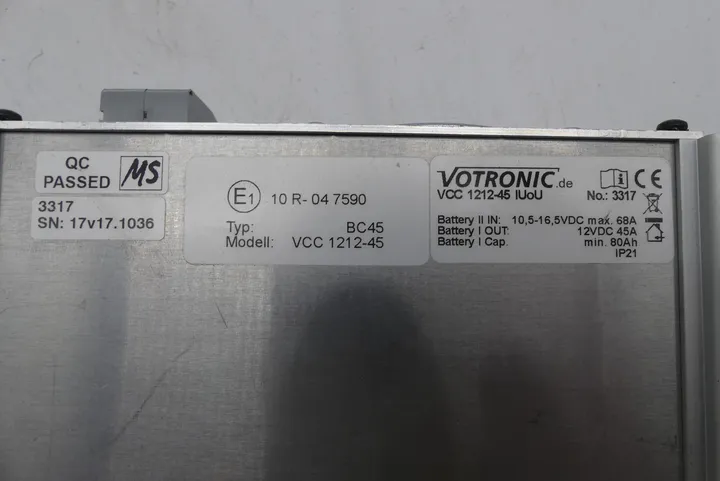 QC
PASSED
MS
3317
SN: 17v17.1036
E1 10 R- 04 7590
Typ: BC45
Modell: VCC 1212-45
VOTRONIC.de
VCC 1212-45 IUoU No.: 3317
CE
Battery II IN: 10,5-16,5VDC max. 68A
Battery I OUT: 12VDC 45A
Battery I Cap. min. 80Ah
IP21